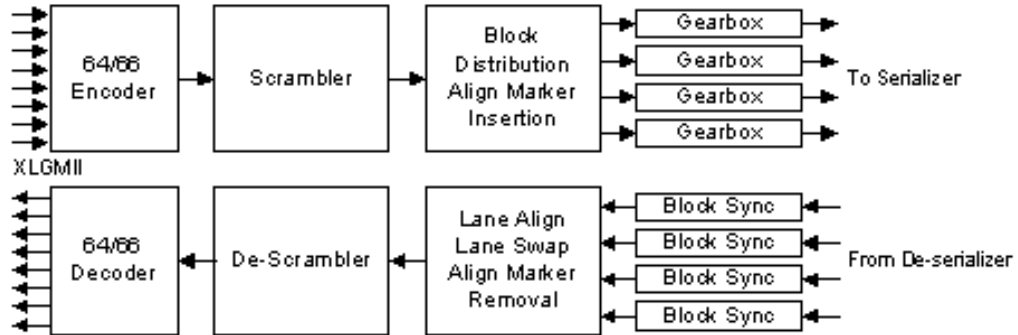 64/66
Encoder
Scrambler
Block
Distribution
Align Marker
Insertion
Gearbox
Gearbox
Gearbox
Gearbox
To Serializer
XLGMII
64/66
Decoder
De-Scrambler
Lane Align
Lane Swap
Align Marker
Removal
Block Sync
Block Sync
Block Sync
Block Sync
From De-serializer